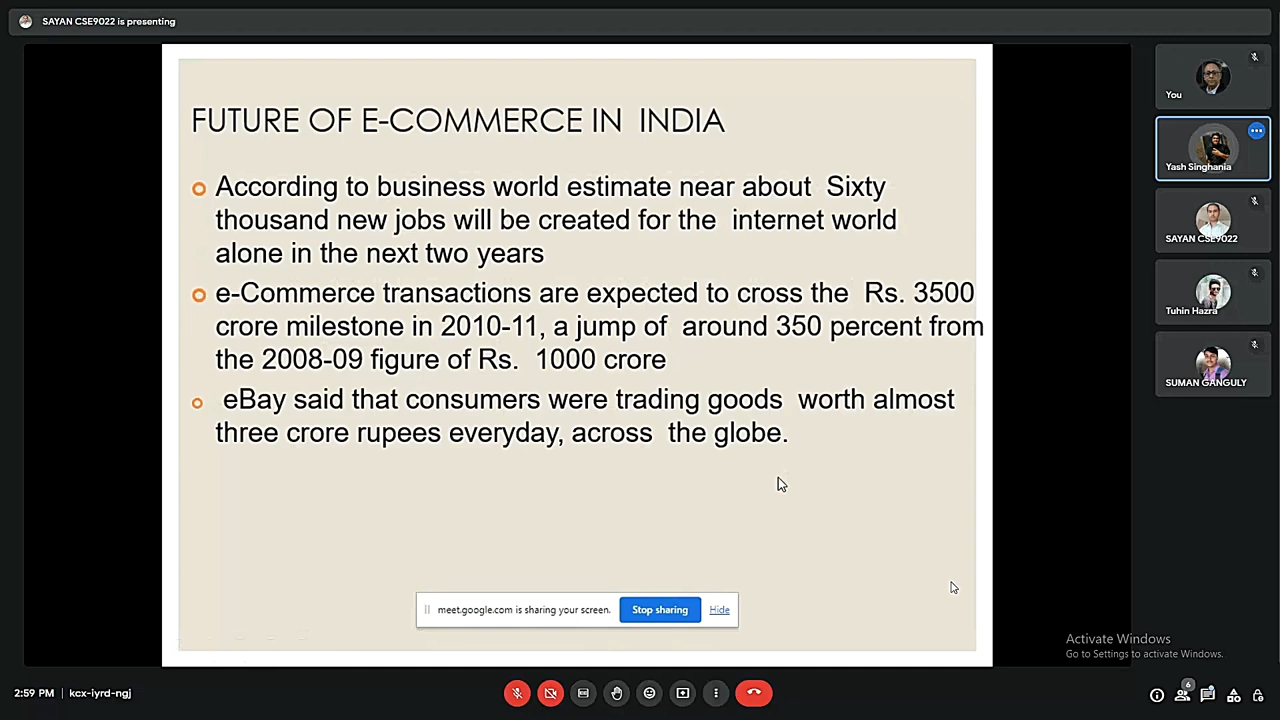 SAYAN CSE9022 is presenting
FUTURE OF E-COMMERCE IN INDIA
According to business world estimate near about Sixty
thousand new jobs will be created for the internet world
alone in the next two years
e-Commerce transactions are expected to cross the Rs. 3500
crore milestone in 2010-11, a jump of around 350 percent from
the 2008-09 figure of Rs. 1000 crore
eBay said that consumers were trading goods worth almost
three crore rupees everyday, across the globe.
meet.google.com is sharing your screen.
Stop sharing
Hide
You
Yash Singhania
SAYAN CSE9022
Tuhin Hazra
SUMAN GANGULY
Activate Windows
Go to Settings to activate Windows.
2:59 PM | kcx-iyrd-ngj
6